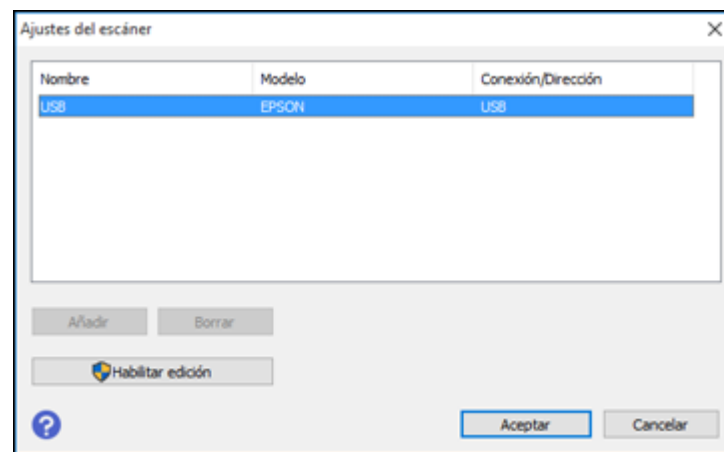 Ajustes del escáner
Nombre Modelo Conexión/Dirección
USB EPSON USB
Añadir Borrar
Habilitar edición
Aceptar Cancelar